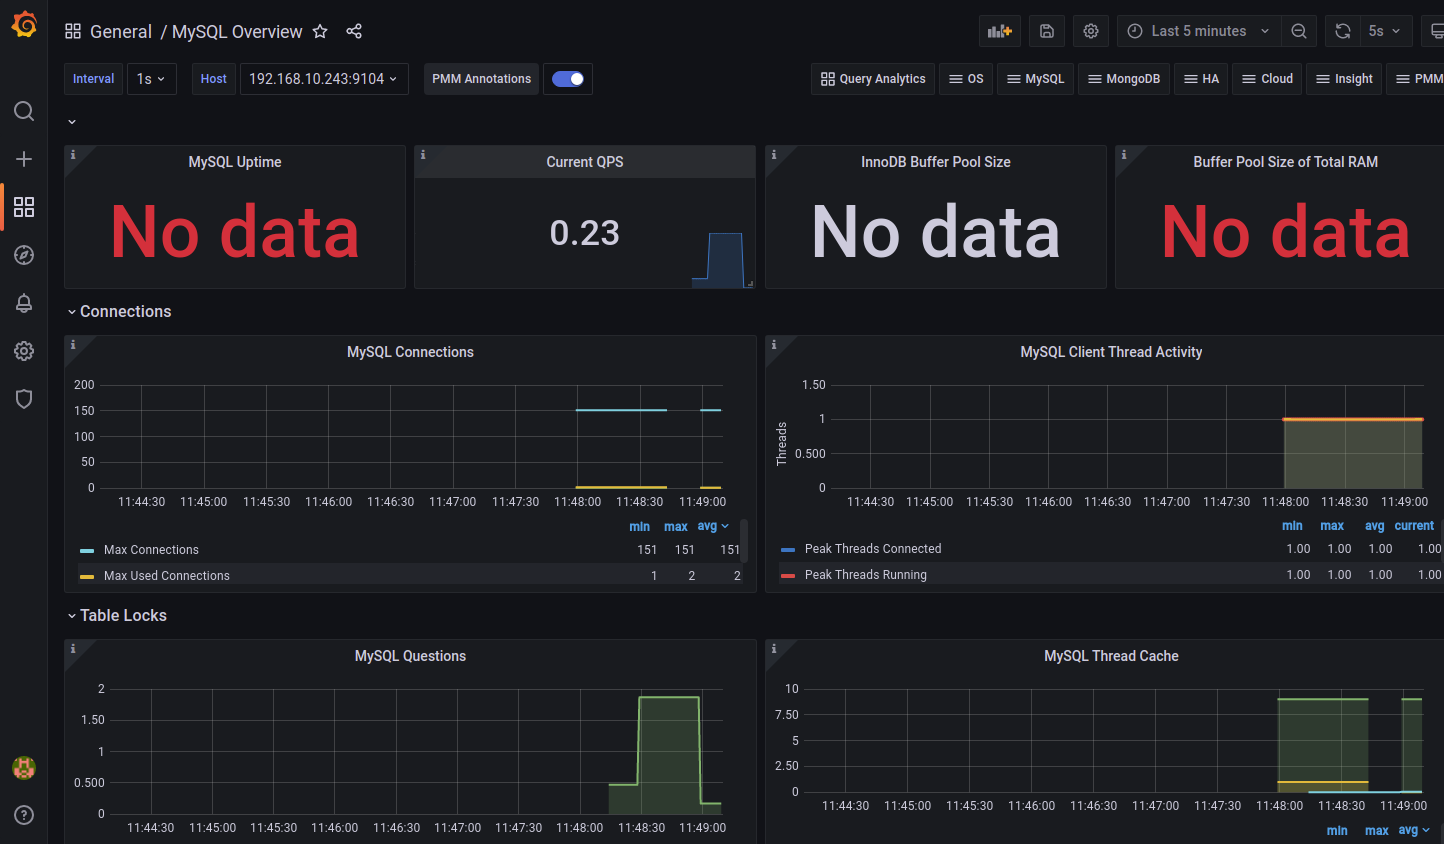 General / MySQL Overview
Last 5 minutes
5s
Interval 1s Host 192.168.10.243:9104 PMM Annotations
Query Analytics OS MySQL MongoDB HA Cloud Insight PMM
MySQL Uptime
No data
Current QPS
0.23
InnoDB Buffer Pool Size
No data
Buffer Pool Size of Total RAM
No data
Connections
MySQL Connections
200
150
100
50
0
11:44:30 11:45:00 11:45:30 11:46:00 11:46:30 11:47:00 11:47:30 11:48:00 11:48:30 11:49:00
min max avg
Max Connections 151 151 151
Max Used Connections 1 2 2
MySQL Client Thread Activity
Threads
1.50
1
0.500
0
11:44:30 11:45:00 11:45:30 11:46:00 11:46:30 11:47:00 11:47:30 11:48:00 11:48:30 11:49:00
min max avg current
Peak Threads Connected 1.00 1.00 1.00 1.00
Peak Threads Running 1.00 1.00 1.00 1.00
Table Locks
MySQL Questions
2
1.50
1
0.500
0
11:44:30 11:45:00 11:45:30 11:46:00 11:46:30 11:47:00 11:47:30 11:48:00 11:48:30 11:49:00
MySQL Thread Cache
10
7.50
5
2.50
0
11:44:30 11:45:00 11:45:30 11:46:00 11:46:30 11:47:00 11:47:30 11:48:00 11:48:30 11:49:00
min max avg